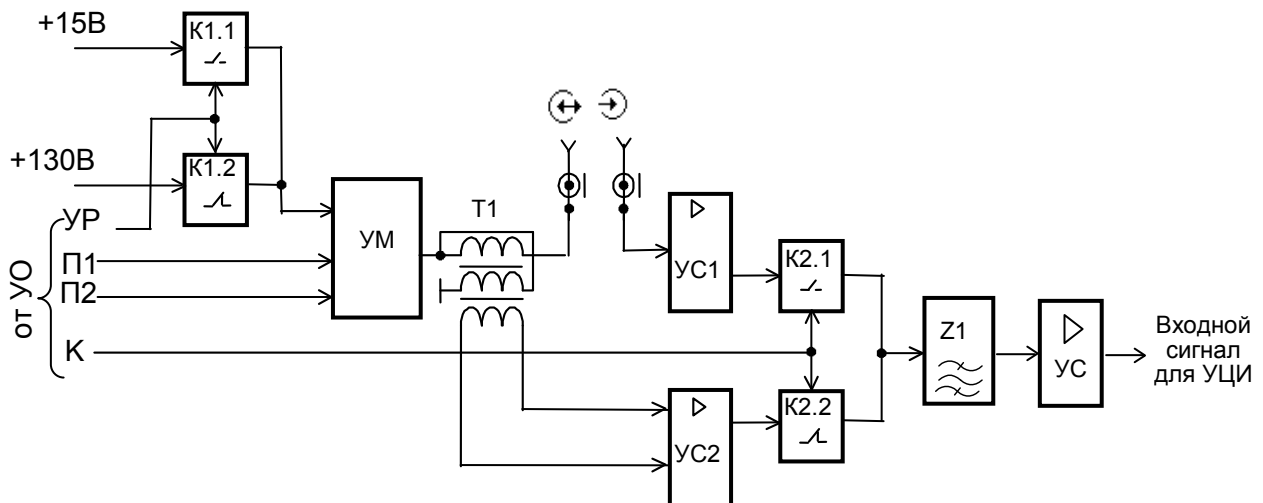 +15В
К1.1
+130В
К1.2
УР
П1
П2
К
от УО
УМ
Т1
УС1
УС2
К2.1
К2.2
Z1
УС
Входной
сигнал
для УЦИ